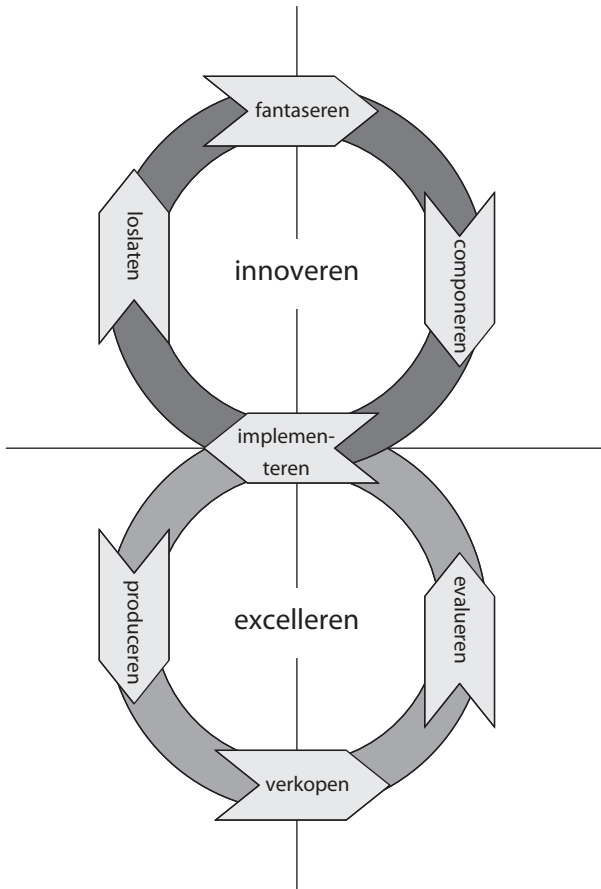 fantaseren
loslaten
componeren
innoveren
implemen-
teren
produceren
excelleren
evalueren
verkopen